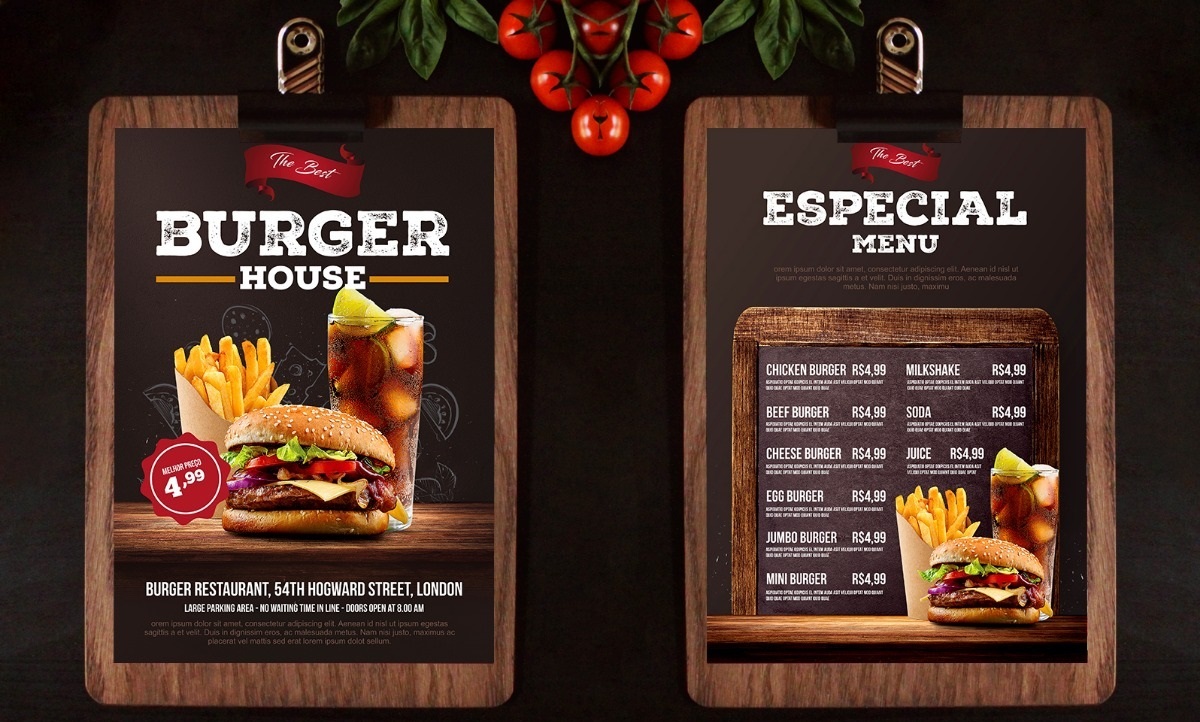 The Best
BURGER
HOUSE
MELHOR PREÇO
4,99
BURGER RESTAURANT, 54TH HOGWARD STREET, LONDON
LARGE PARKING AREA - NO WAITING TIME IN LINE - DOORS OPEN AT 8.00 AM
orem ipsum dolor sit amet, consectetur adipiscing elit. Aenean id nisl ut ipsum egestas
sagittis a et velit. Duis in dignissim eros, ac malesuada metus. Nam nisi justo, maximus ac
placerat vel mattis sed erat lorem ipsum dolor sellum.
The Best
ESPECIAL
MENU
orem ipsum dolor sit amet, consectetur adipiscing elit. Aenean id nisl ut
ipsum egestas sagittis a et velit. Duis in dignissim eros, ac malesuada
metus. Nam nisi justo, maximu
CHICKEN BURGER R$4,99
BEEF BURGER R$4,99
CHEESE BURGER R$4,99
EGG BURGER R$4,99
JUMBO BURGER R$4,99
MINI BURGER R$4,99
MILKSHAKE R$4,99
SODA R$4,99
JUICE R$4,99